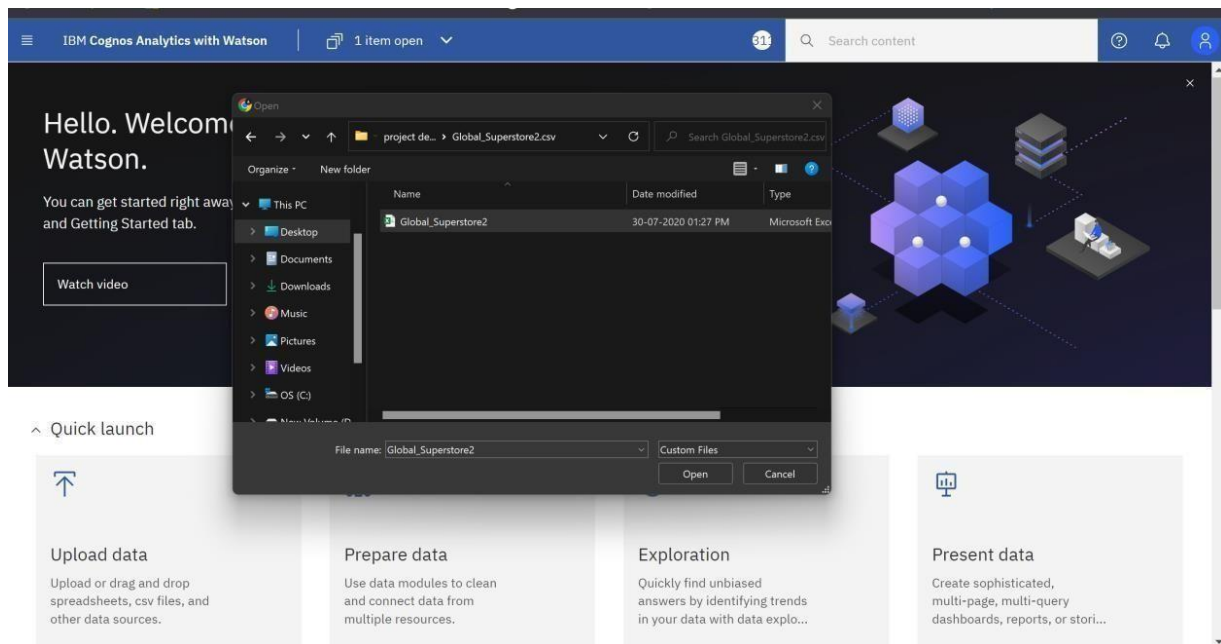 IBM Cognos Analytics with Watson
1 item open
Search content
Hello. Welcom
Watson.
You can get started right away
and Getting Started tab.
Watch video
Open
project de... > Global_Superstore2.csv
Search Global_Superstore2.csv
Organize
New folder
Name
Date modified
Type
This PC
Global_Superstore2
30-07-2020 01:27 PM
Microsoft Exc
Desktop
Documents
Downloads
Music
Pictures
Videos
OS (C:)
File name: Global_Superstore2
Custom Files
Open
Cancel
Quick launch
Upload data
Upload or drag and drop
spreadsheets, csv files, and
other data sources.
Prepare data
Use data modules to clean
and connect data from
multiple resources.
Exploration
Quickly find unbiased
answers by identifying trends
in your data with data explo...
Present data
Create sophisticated,
multi-page, multi-query
dashboards, reports, or stori...